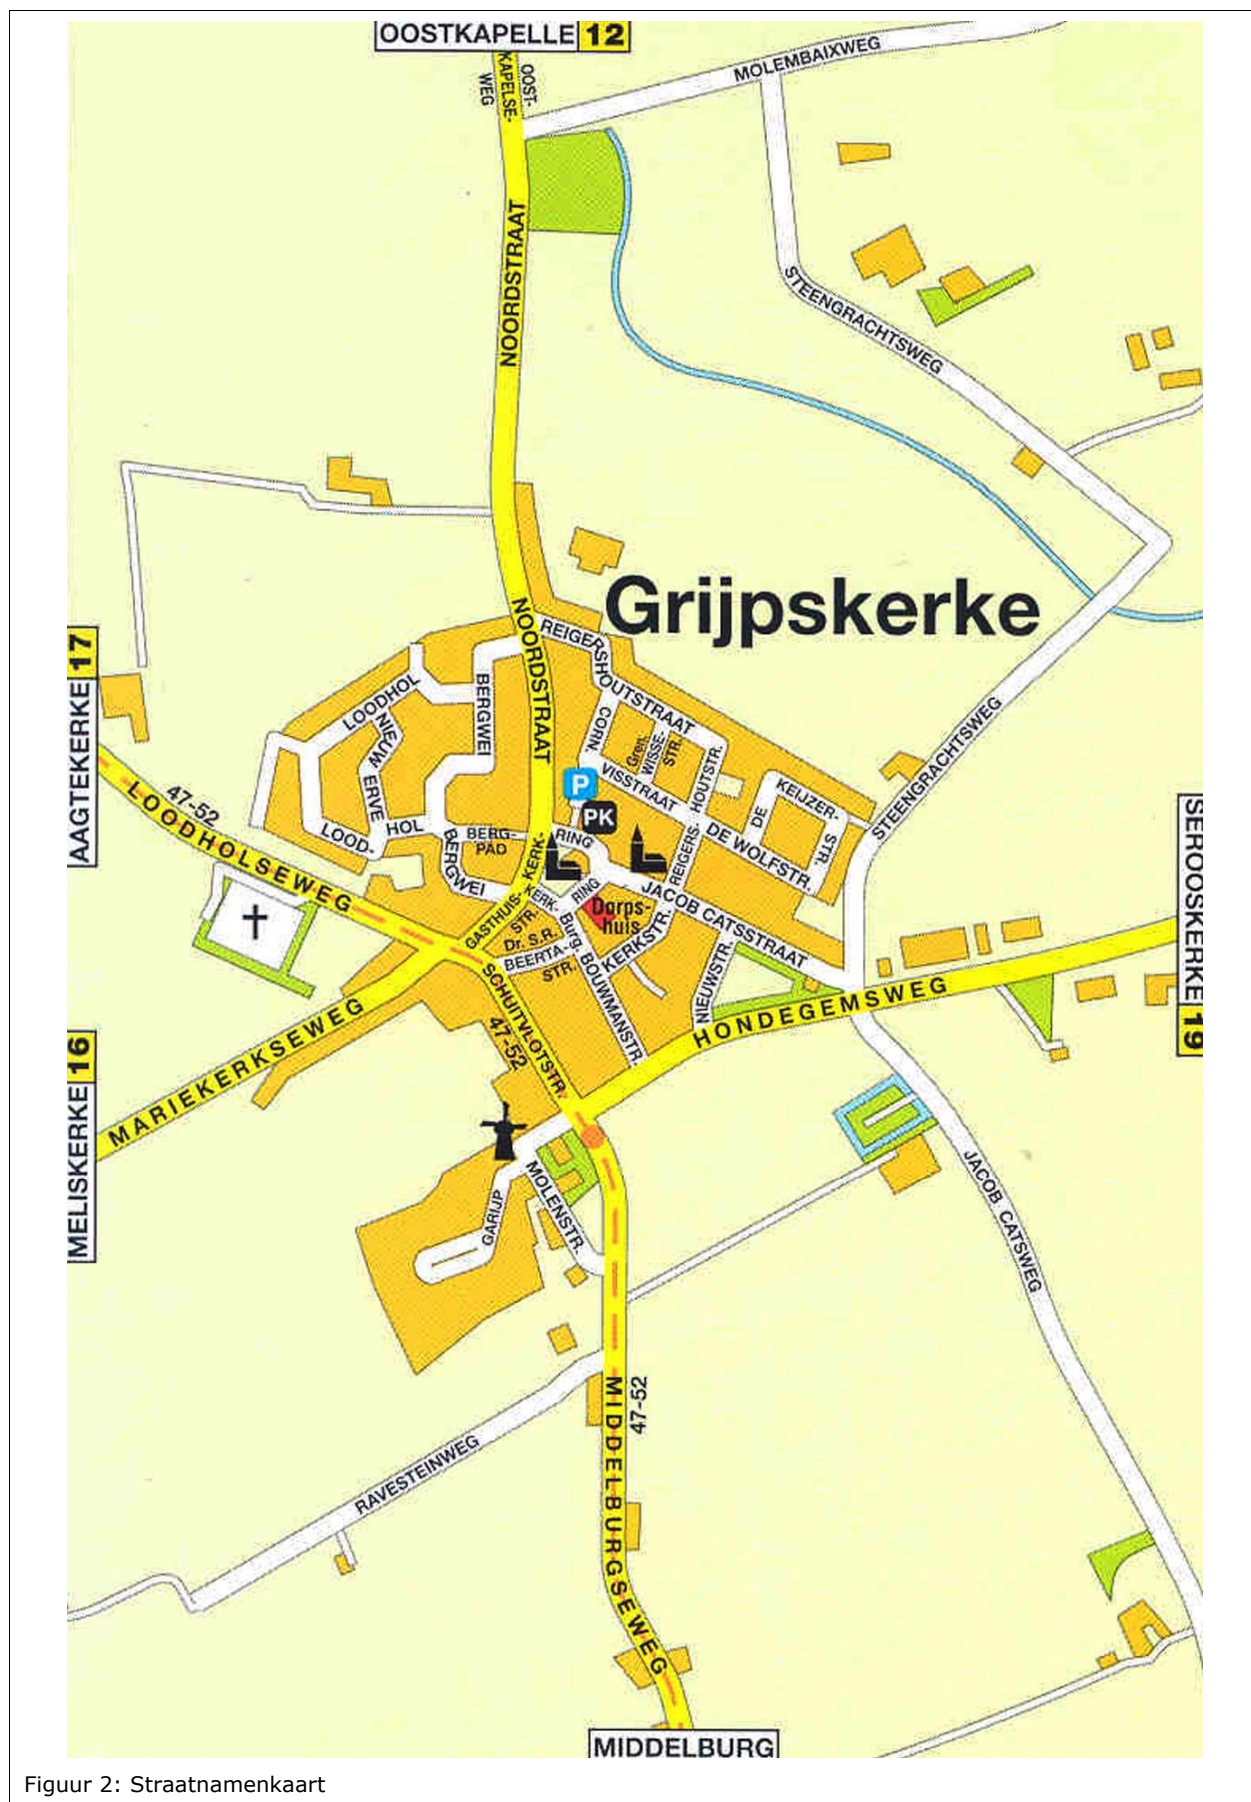 OOSTKAPELLE 12
OOST-
KAPELSE-
WEG
MOLEMBAIXWEG
NOORDSTRAAT
STEENGRACHTSWEG
Grijpskerke
NOORDSTRAAT
REIGERSHOUTSTRAAT
AAGTEKERKE 17
LOODHOL
NIEUW
ERVE
BERGWEI
CORN.
VISSTRAAT
Gren.
WISSE-
STR.
REIGERS-
HOUTSTR.
KEIJZER-
STR.
DE
DE WOLFSTR.
STEENGRACHTSWEG
P
PK
47-52
LOODHOLSEWEG
LOOD-
HOL
BERG-
PAD
BERGWEI
RING
KERK-
RING
KERK-
STR.
GASTHUIS-
Dorps-
huis
JACOB CATSSTRAAT
Dr. S.R.
BEERTA-
STR.
Burg. BOUWMANSTR.
KERKSTR.
NIEUWSTR.
SEROOSKERKE 19
HONDEGEMSWEG
SCHUITVLOTSTR.
47-52
MARIEKERKSEWEG
MELISKERKE 16
MOLENSTR.
GARIJP
JACOB CATSWEG
RAVESTEINWEG
47-52
MIDDELBURGSEWEG
MIDDELBURG
Figuur 2: Straatnamenkaart